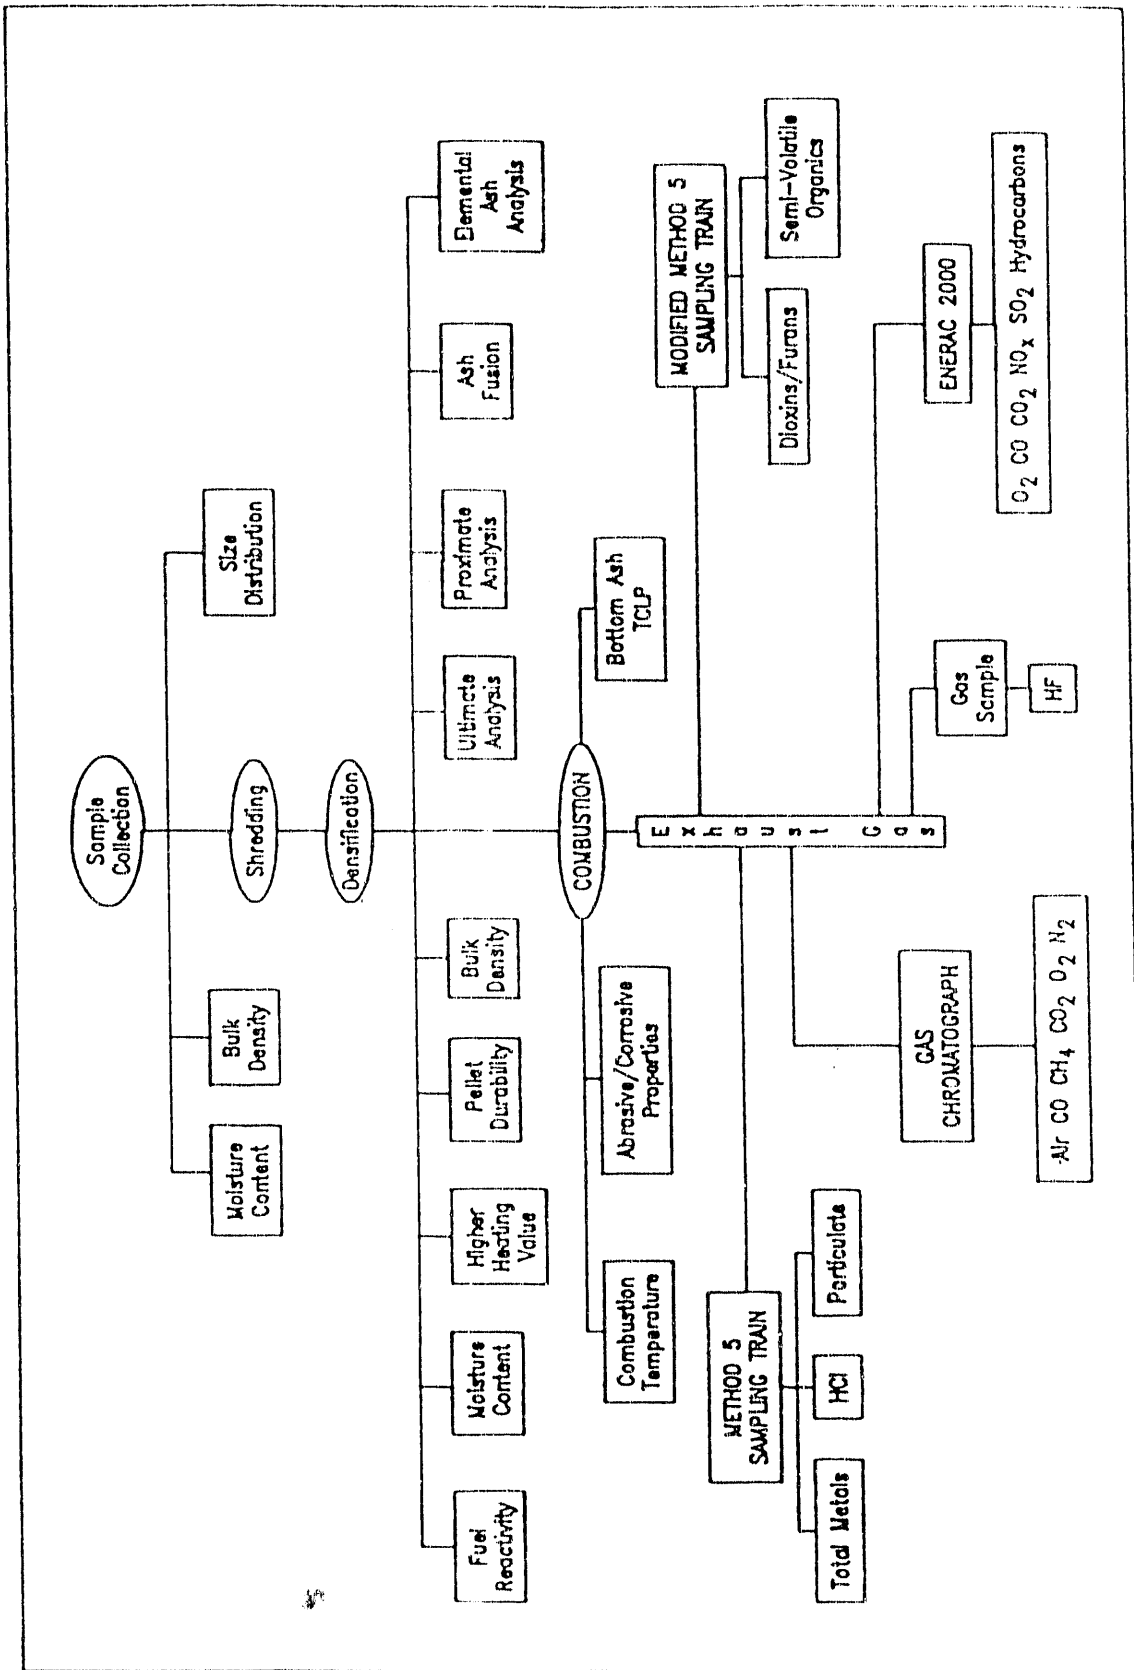 Sample
Collection
Moisture
Content
Bulk
Density
Size
Distribution
Shredding
Densification
Fuel
Reactivity
Moisture
Content
Higher
Heating
Value
Pellet
Durability
Bulk
Density
Ultimate
Analysis
Proximate
Analysis
Ash
Fusion
Elemental
Ash
Analysis
COMBUSTION
Combustion
Temperature
Abrasive/Corrosive
Properties
Bottom Ash
TCLP
Exhaust Gas
METHOD 5
SAMPLING TRAIN
Total Metals
HCl
Particulate
MODIFIED METHOD 5
SAMPLING TRAIN
Dioxins/Furans
Semi-Volatile
Organics
GAS
CHROMATOGRAPH
Air CO CH₄ CO₂ O₂ N₂
Gas
Sample
HF
ENERAC 2000
O₂ CO CO₂ NOₓ SO₂ Hydrocarbons